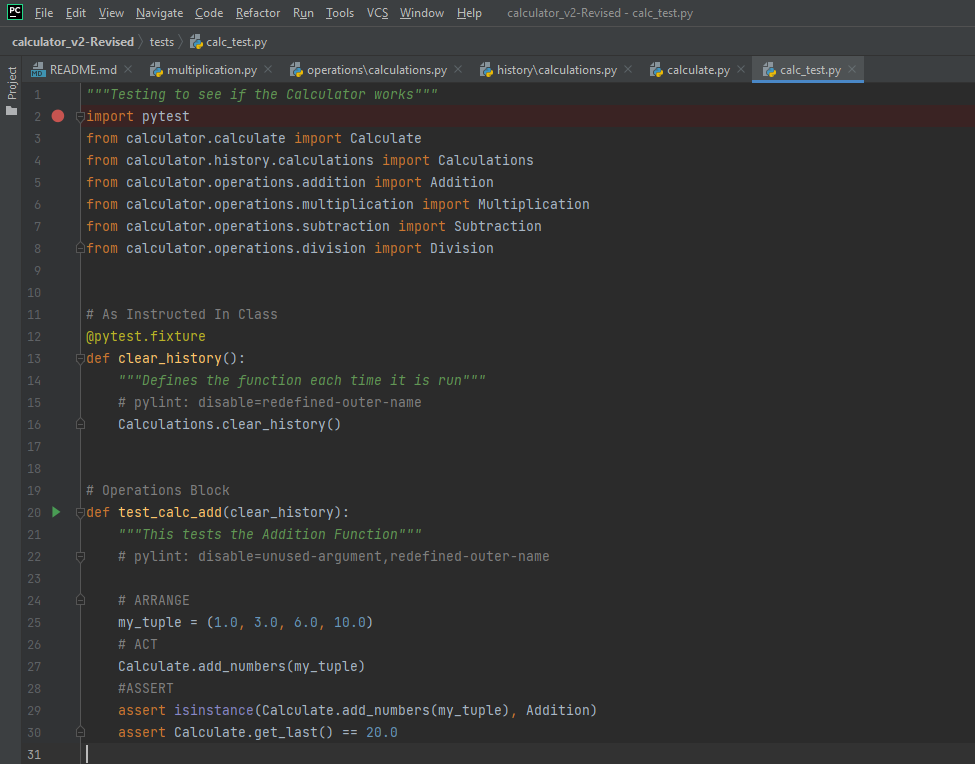 PC File Edit View Navigate Code Refactor Run Tools VCS Window Help calculator_v2-Revised - calc_test.py
calculator_v2-Revised tests calc_test.py
Project
README.md multiplication.py operations\calculations.py history\calculations.py calculate.py calc_test.py
1 """Testing to see if the Calculator works"""
2 import pytest
3 from calculator.calculate import Calculate
4 from calculator.history.calculations import Calculations
5 from calculator.operations.addition import Addition
6 from calculator.operations.multiplication import Multiplication
7 from calculator.operations.subtraction import Subtraction
8 from calculator.operations.division import Division
9
10
11 # As Instructed In Class
12 @pytest.fixture
13 def clear_history():
14 """Defines the function each time it is run"""
15 # pylint: disable=redefined-outer-name
16 Calculations.clear_history()
17
18
19 # Operations Block
20 def test_calc_add(clear_history):
21 """This tests the Addition Function"""
22 # pylint: disable=unused-argument,redefined-outer-name
23
24 # ARRANGE
25 my_tuple = (1.0, 3.0, 6.0, 10.0)
26 # ACT
27 Calculate.add_numbers(my_tuple)
28 #ASSERT
29 assert isinstance(Calculate.add_numbers(my_tuple), Addition)
30 assert Calculate.get_last() == 20.0
31